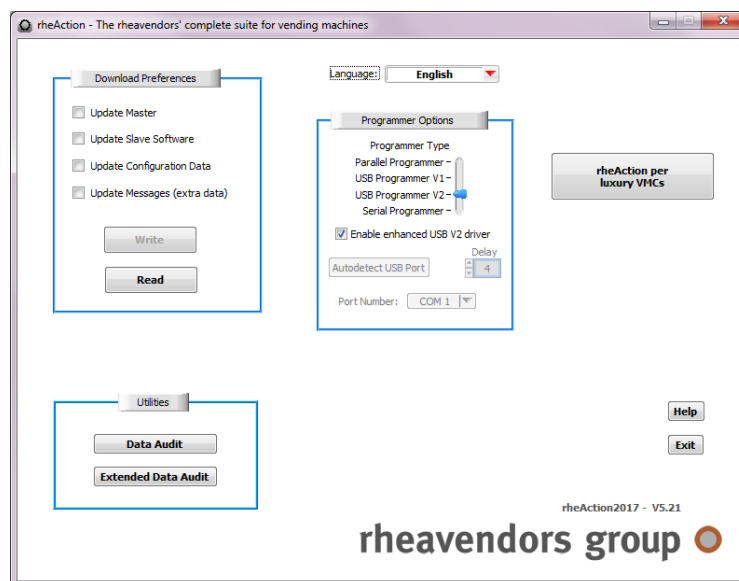 rheAction - The rheavendors' complete suite for vending machines
Download Preferences
Update Master
Update Slave Software
Update Configuration Data
Update Messages (extra data)
Write
Read
Language:
English
Programmer Options
Programmer Type
Parallel Programmer
USB Programmer V1
USB Programmer V2
Serial Programmer
Enable enhanced USB V2 driver
Delay
Autodetect USB Port
4
Port Number:
COM 1
rheAction per
luxury VMCs
Utilities
Data Audit
Extended Data Audit
Help
Exit
rheAction2017 - V5.21
rheavendors group